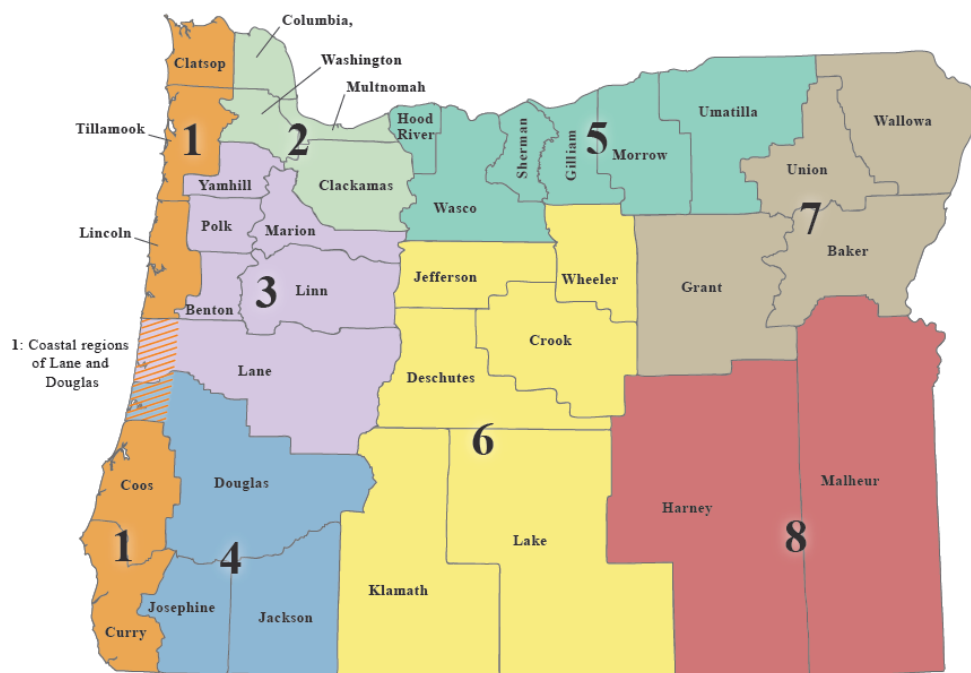 Columbia,
Clatsop
Washington
Multnomah
Tillamook
1
2
Hood
River
Sherman
Gilliam
5
Morrow
Umatilla
Wallowa
Union
Yamhill
Clackamas
Wasco
7
Polk
Marion
Lincoln
Jefferson
Wheeler
Grant
Baker
3
Linn
Benton
1: Coastal regions
of Lane and
Douglas
Lane
Crook
Deschutes
6
Coos
Douglas
Malheur
Harney
Lake
1
4
8
Klamath
Josephine
Jackson
Curry